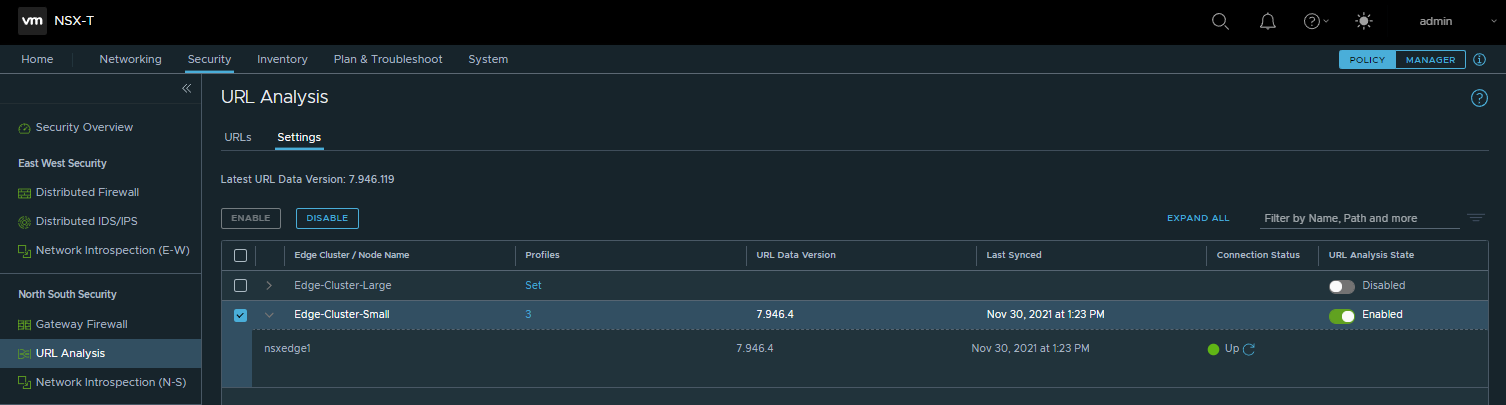 vm NSX-T admin
Home Networking Security Inventory Plan & Troubleshoot System POLICY MANAGER
Security Overview
East West Security
Distributed Firewall
Distributed IDS/IPS
Network Introspection (E-W)
North South Security
Gateway Firewall
URL Analysis
Network Introspection (N-S)
URL Analysis
URLs Settings
Latest URL Data Version: 7.946.119
ENABLE DISABLE EXPAND ALL Filter by Name, Path and more
Edge Cluster / Node Name Profiles URL Data Version Last Synced Connection Status URL Analysis State
Edge-Cluster-Large Set Disabled
Edge-Cluster-Small 3 7.946.4 Nov 30, 2021 at 1:23 PM Enabled
nsxedge1 7.946.4 Nov 30, 2021 at 1:23 PM Up